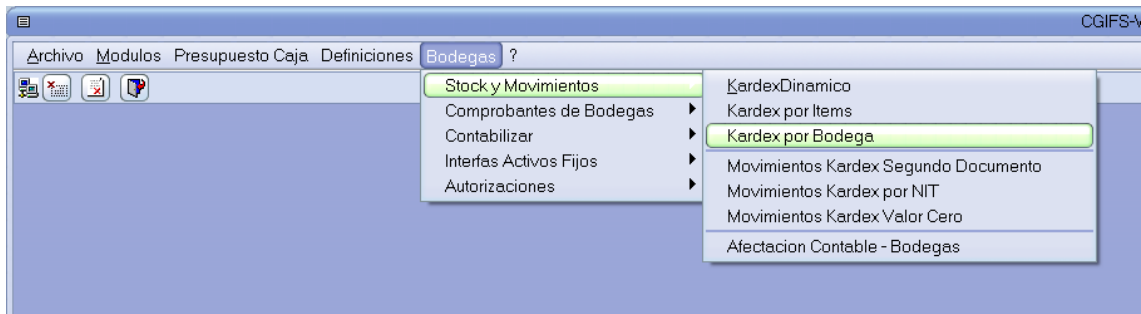 CGIFS-V
Archivo Modulos Presupuesto Caja Definiciones Bodegas ?
Stock y Movimientos
Comprobantes de Bodegas
Contabilizar
Interfas Activos Fijos
Autorizaciones
KardexDinamico
Kardex por Items
Kardex por Bodega
Movimientos Kardex Segundo Documento
Movimientos Kardex por NIT
Movimientos Kardex Valor Cero
Afectacion Contable - Bodegas